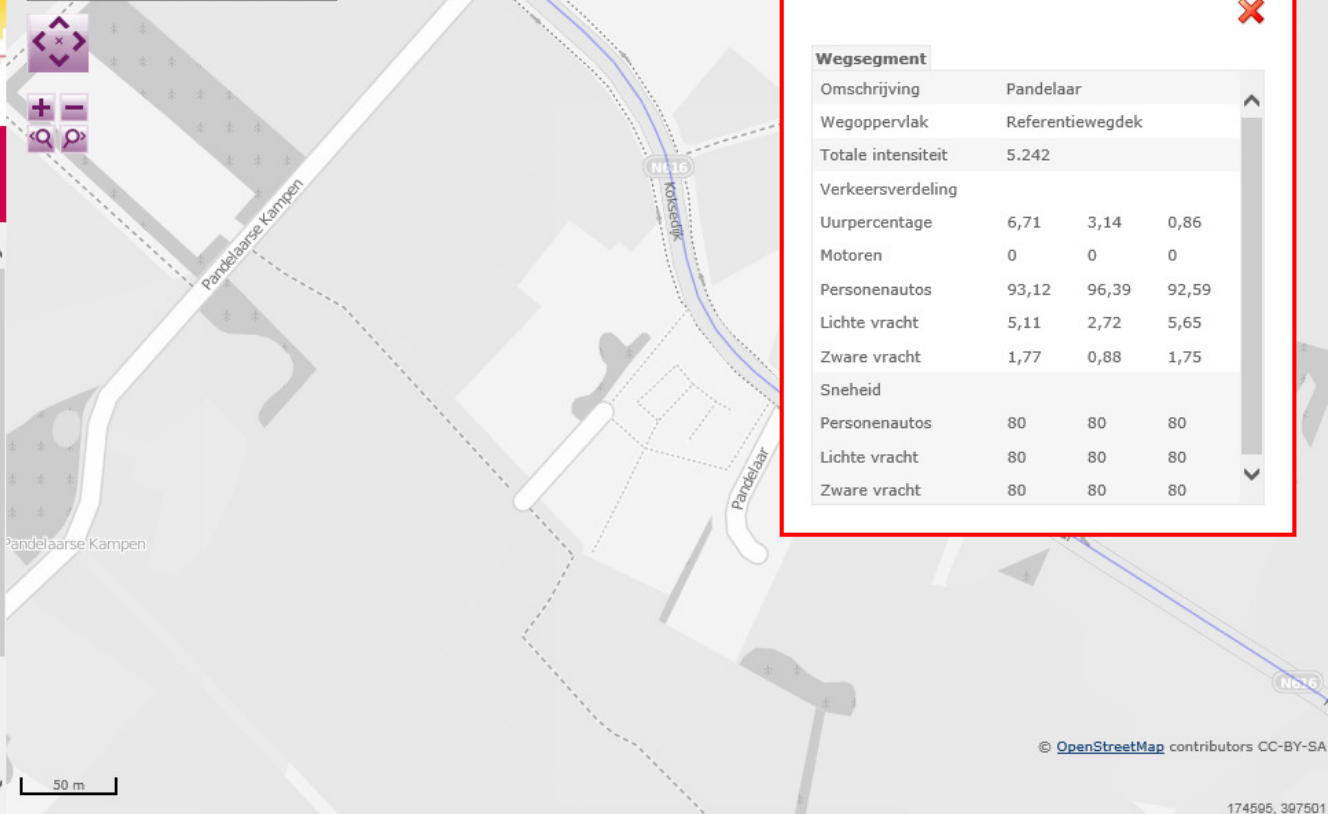 Wegsegment
Omschrijving Pandelaar
Wegoppervlak Referentiewegdek
Totale intensiteit 5.242
Verkeersverdeling
Uurpercentage 6,71 3,14 0,86
Motoren 0 0 0
Personenautos 93,12 96,39 92,59
Lichte vracht 5,11 2,72 5,65
Zware vracht 1,77 0,88 1,75
Sneheid
Personenautos 80 80 80
Lichte vracht 80 80 80
Zware vracht 80 80 80
N616
Koksedijk
Pandelaarse Kampen
Pandelaar
Pandelaarse Kampen
N616
© OpenStreetMap contributors CC-BY-SA
50 m
174595, 397501